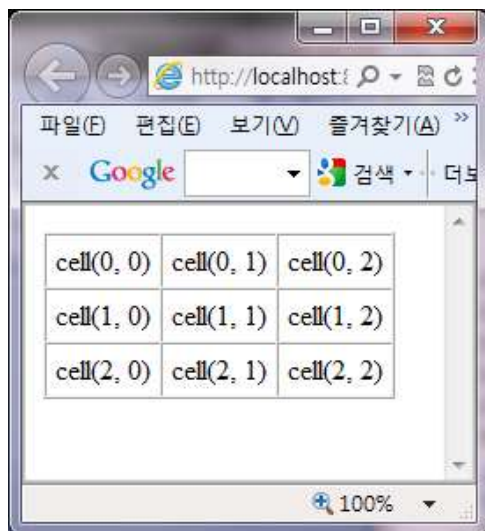 http://localhost:
파일(F) 편집(E) 보기(V) 즐겨찾기(A) »
x Google 검색
cell(0, 0) cell(0, 1) cell(0, 2)
cell(1, 0) cell(1, 1) cell(1, 2)
cell(2, 0) cell(2, 1) cell(2, 2)
100%